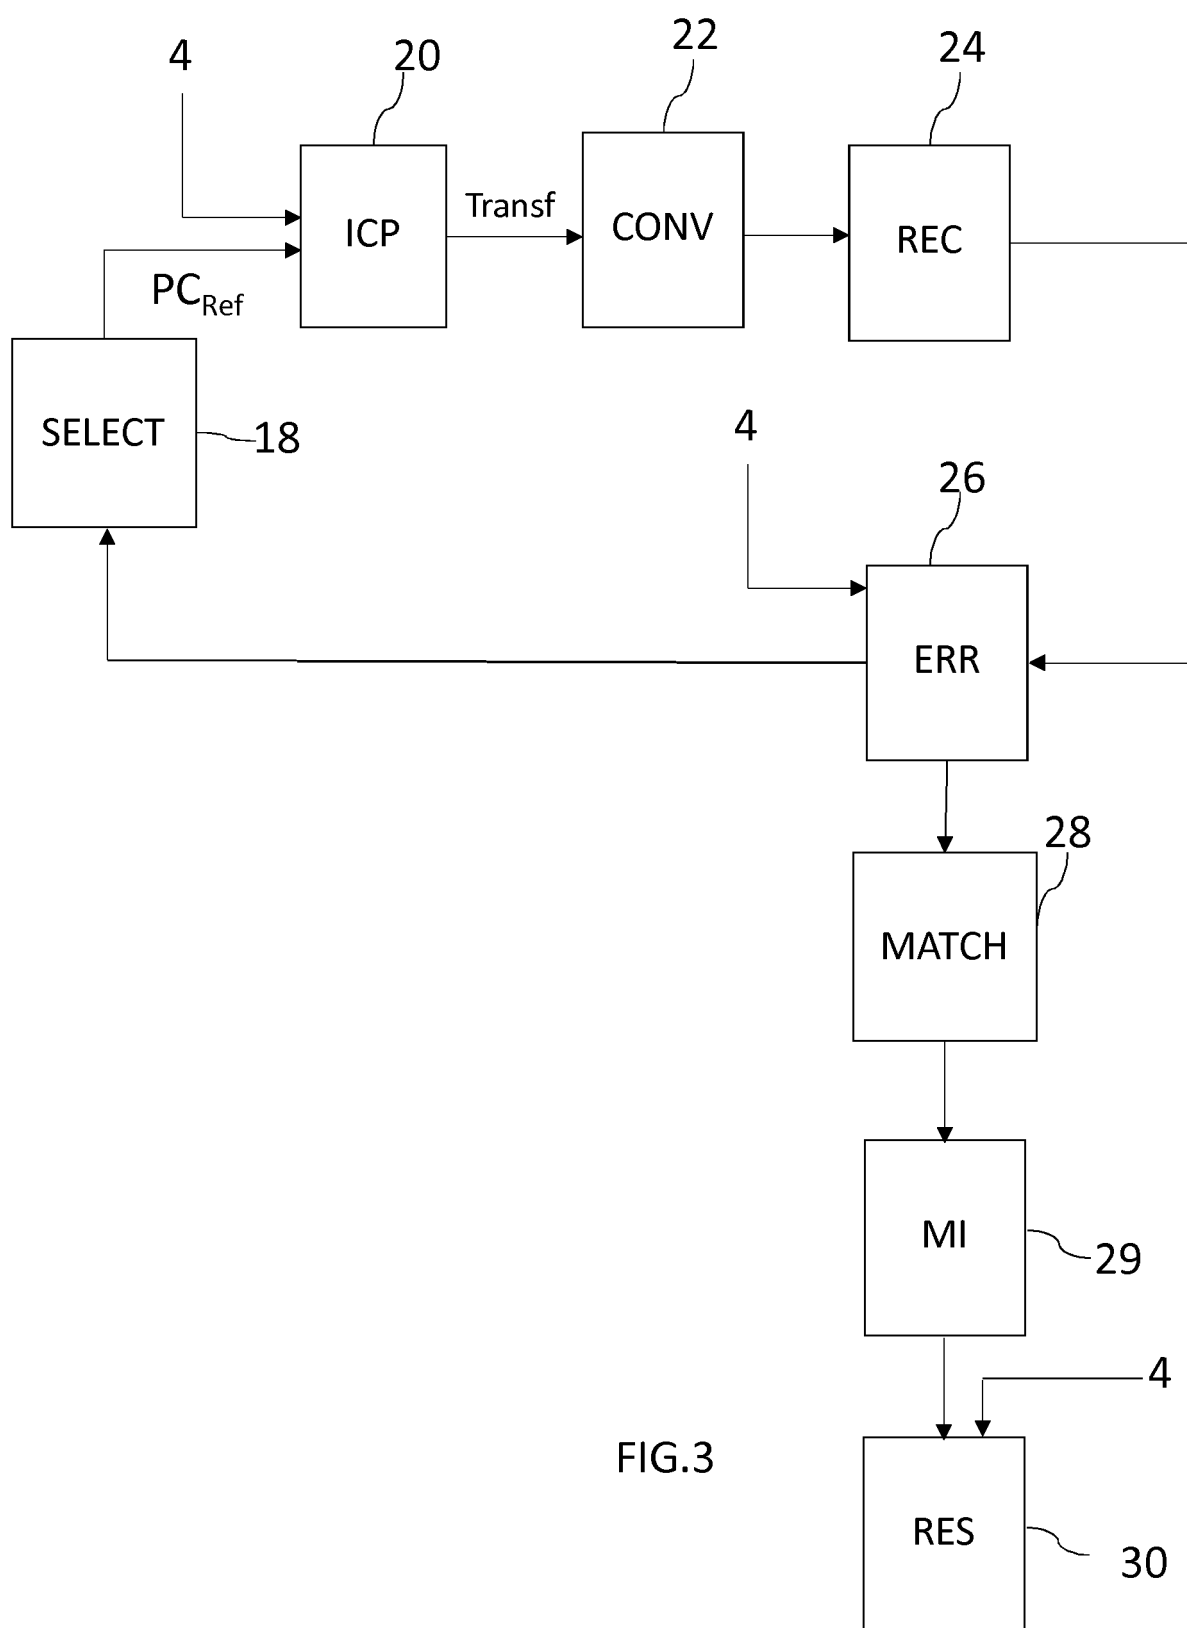 4
20
22
24
ICP
Transf
CONV
REC
PC_Ref
SELECT
18
4
26
ERR
28
MATCH
MI
29
4
FIG.3
RES
30